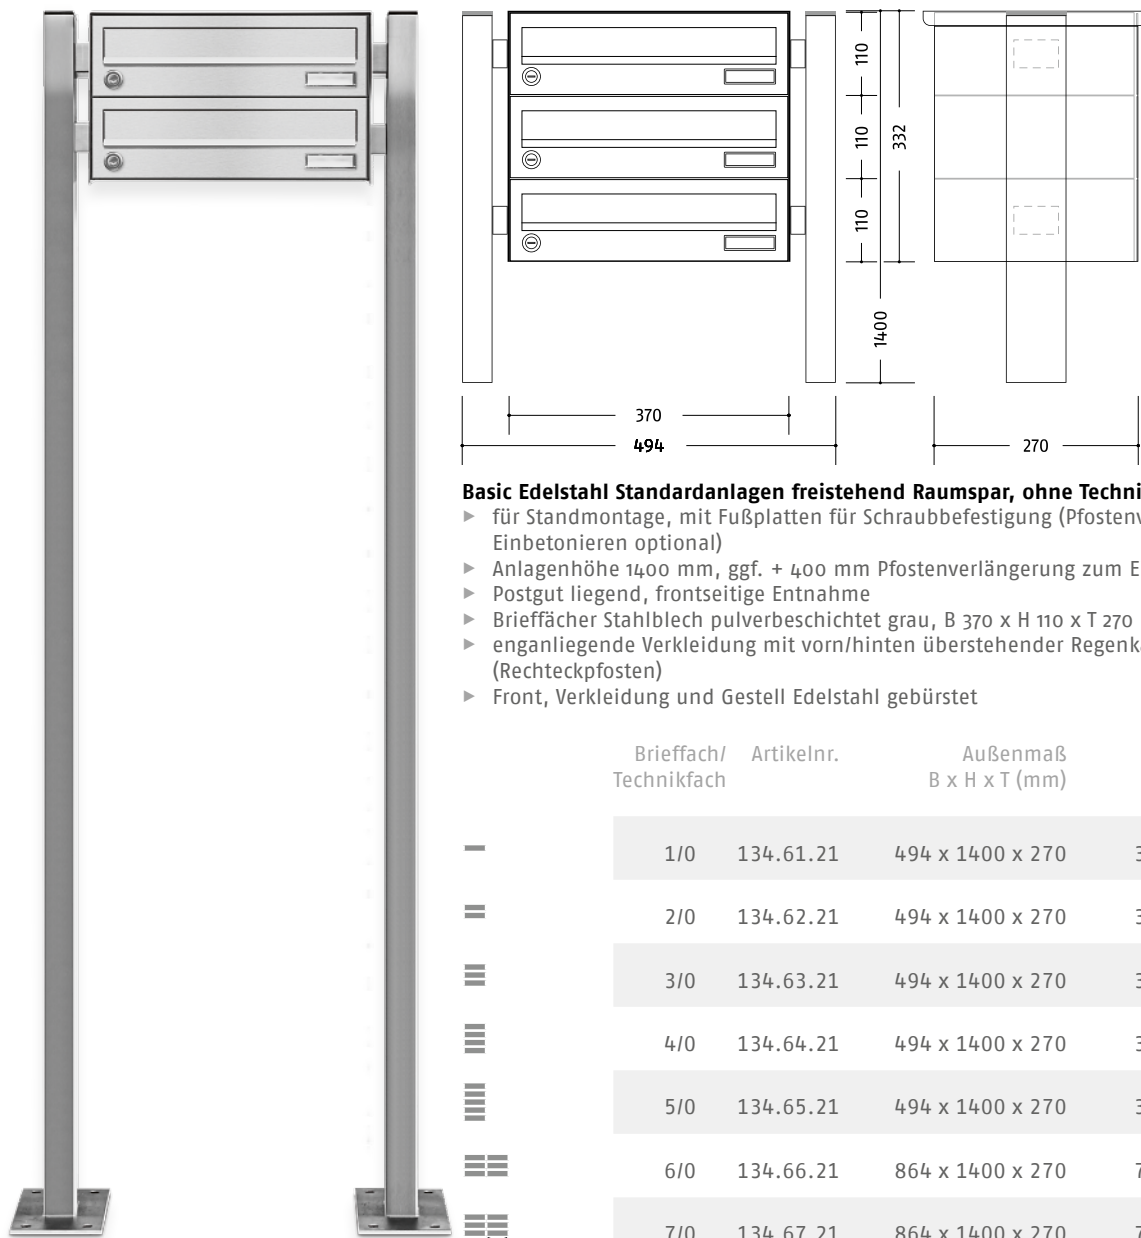 110
110
110
332
1400
370
494
270
Basic Edelstahl Standardanlagen freistehend Raumspar, ohne
für Standmontage, mit Fußplatten für Schraubbefestigung
Einbetonieren optional)
Anlagenhöhe 1400 mm, ggf. + 400 mm Pfostenverlängerung zum
Postgut liegend, frontseitige Entnahme
Brieffächer Stahlblech pulverbeschichtet grau, B 370 x H 110 x T 270
enganliegende Verkleidung mit vorn/hinten überstehender
(Rechteckpfosten)
Front, Verkleidung und Gestell Edelstahl gebürstet
Brieffach/ Artikelnr. Außenmaß
Technikfach B x H x T (mm)
1/0 134.61.21 494 x 1400 x 270
2/0 134.62.21 494 x 1400 x 270
3/0 134.63.21 494 x 1400 x 270
4/0 134.64.21 494 x 1400 x 270
5/0 134.65.21 494 x 1400 x 270
6/0 134.66.21 864 x 1400 x 270
7/0 134.67.21 864 x 1400 x 270